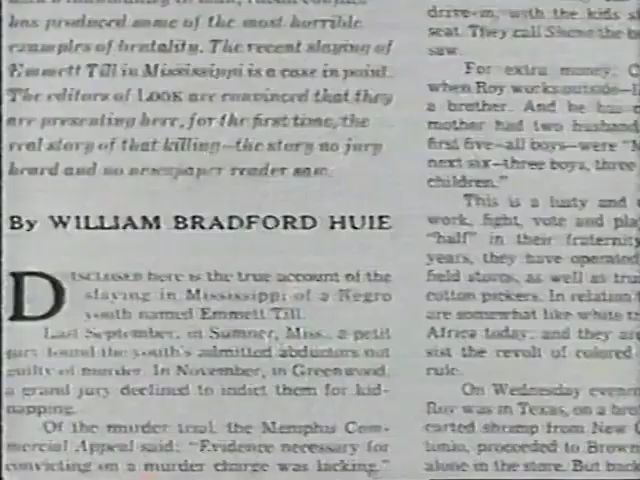 has produced some of the most horrible
examples of brutality. The recent slaying of
Emmett Till in Mississippi is a case in point.
The editors of LOOK are convinced that they
are presenting here, for the first time, the
real story of that killing—the story no jury
heard and no newspaper reader saw.
By WILLIAM BRADFORD HUIE
DISCLOSED here is the true account of the
slaying in Mississippi of a Negro
youth named Emmett Till.
Last September, in Sumner, Miss., a petit
jury found the youth's admitted abductors not
guilty of murder. In November, in Greenwood,
a grand jury declined to indict them for kid-
napping.
Of the murder trial, the Memphis Com-
mercial Appeal said: "Evidence necessary for
convicting on a murder charge was lacking."
drive-in, with the kids
seat. They call
saw.
For extra money,
when Roy works outside—
a brother. And he
mother had two husband
first five—all boys—were
next six—three boys, three
children."
This is a lusty and
work, fight, vote and play
"half" in their fraternity
years, they have operated
field stores, as well as
cotton pickers. In relation
are somewhat like white
Africa today; and they
sist the revolt of colored
rule.
On Wednesday
Roy was in Texas, on a
carted shrimp from New
proceeded to Brown
alone in the store. But back